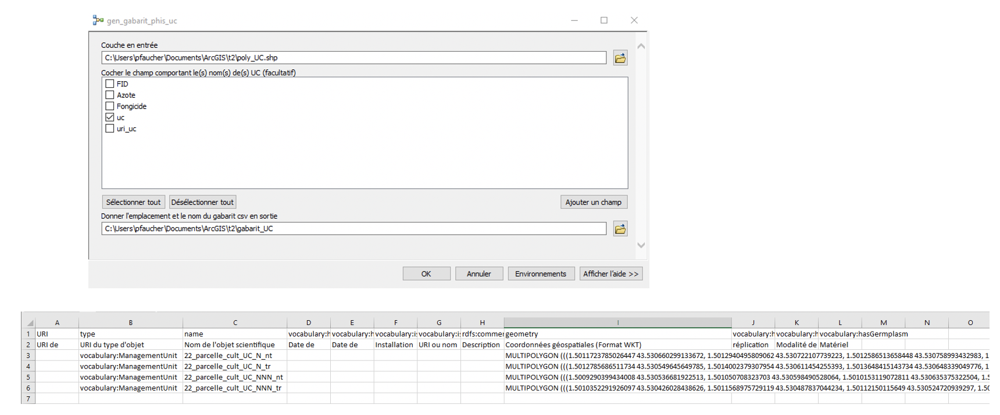 gen_gabarit_phis_uc
Couche en entrée
C:\Users\pfaucher\Documents\ArcGIS\t2\poly_UC.shp
Cocher le champ comportant le(s) nom(s) de(s) UC (facultatif)
FID
Azote
Fongicide
uc
uri_uc
Sélectionner tout Désélectionner tout Ajouter un champ
Donner l'emplacement et le nom du gabarit csv en sortie
C:\Users\pfaucher\Documents\ArcGIS\t2\gabarit_UC
OK Annuler Environnements Afficher l'aide >>
A B C D E F G H I J K L M N O
1 URI type name vocabulary:h vocabulary:h vocabulary:i vocabulary:i rdfs:comme geometry vocabulary:h vocabulary:h vocabulary:hasGermplasm
2 URI de URI du type d'objet Nom de l'objet scientifique Date de Date de Installation URI ou nom Description Coordonnées géospatiales (Format WKT) réplication Modalité de Matériel
3 vocabulary:ManagementUnit 22_parcelle_cult_UC_N_nt MULTIPOLYGON (((1.5011723785026447 43.530660299133672, 1.5012940495809062 43.530722107739223, 1.5012586513658448 43.530758993432983, 1
4 vocabulary:ManagementUnit 22_parcelle_cult_UC_N_tr MULTIPOLYGON (((1.5012785686511734 43.530549645649785, 1.5014002379307954 43.530611454255393, 1.5013648415143734 43.530648339049776, 1
5 vocabulary:ManagementUnit 22_parcelle_cult_UC_NNN_nt MULTIPOLYGON (((1.5009290399434008 43.530536681922513, 1.501050708323703 43.530598490528064, 1.5010153119072811 43.530635375322504, 1.5
6 vocabulary:ManagementUnit 22_parcelle_cult_UC_NNN_tr MULTIPOLYGON (((1.5010352291926097 43.530426028438626, 1.5011568975729119 43.530487837044234, 1.50112150115649 43.530524720939297, 1.50
7